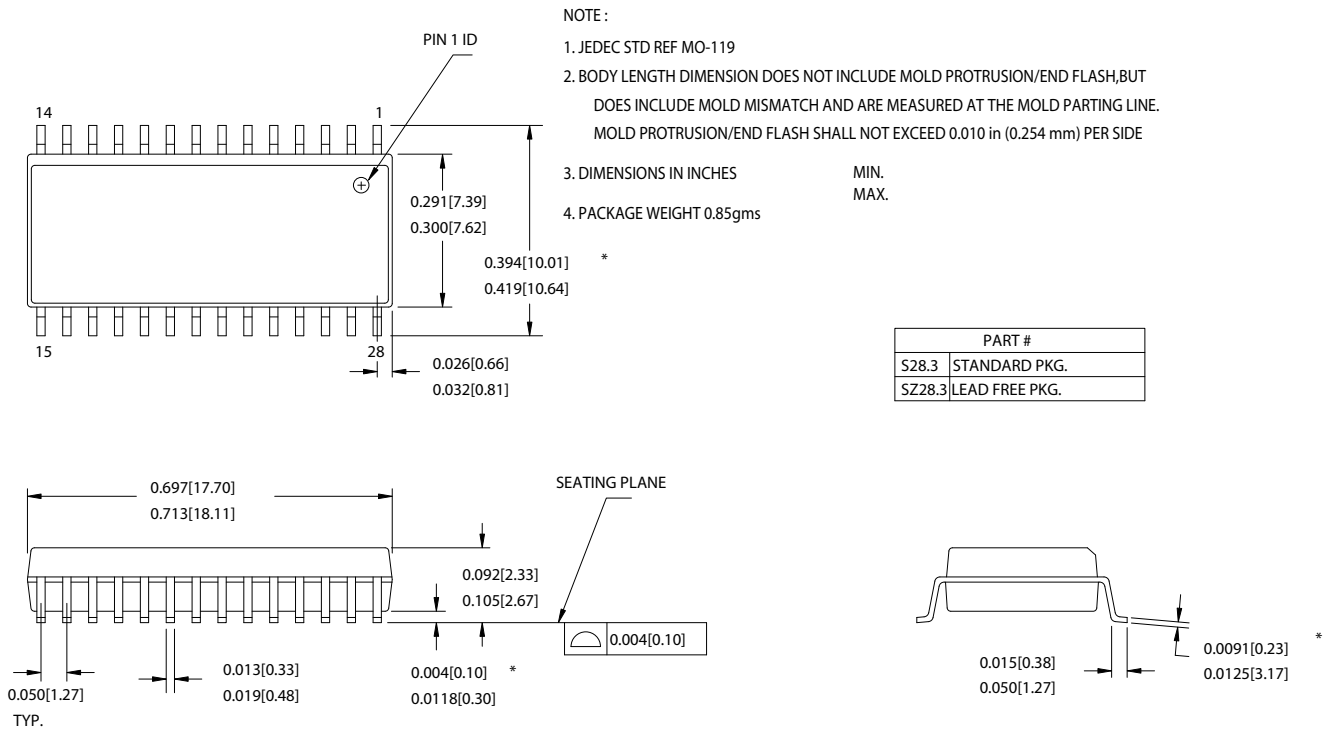 NOTE :
PIN 1 ID
1. JEDEC STD REF MO-119
2. BODY LENGTH DIMENSION DOES NOT INCLUDE MOLD PROTRUSION/END FLASH,BUT
DOES INCLUDE MOLD MISMATCH AND ARE MEASURED AT THE MOLD PARTING LINE.
MOLD PROTRUSION/END FLASH SHALL NOT EXCEED 0.010 in (0.254 mm) PER SIDE
3. DIMENSIONS IN INCHES
MIN.
MAX.
4. PACKAGE WEIGHT 0.85gms
14
1
0.291[7.39]
0.300[7.62]
0.394[10.01] *
0.419[10.64]
15
28
0.026[0.66]
0.032[0.81]
PART #
S28.3 STANDARD PKG.
SZ28.3 LEAD FREE PKG.
0.697[17.70]
0.713[18.11]
SEATING PLANE
0.092[2.33]
0.105[2.67]
0.004[0.10]
0.050[1.27]
TYP.
0.013[0.33]
0.019[0.48]
0.004[0.10] *
0.0118[0.30]
0.015[0.38]
0.050[1.27]
0.0091[0.23] *
0.0125[3.17]